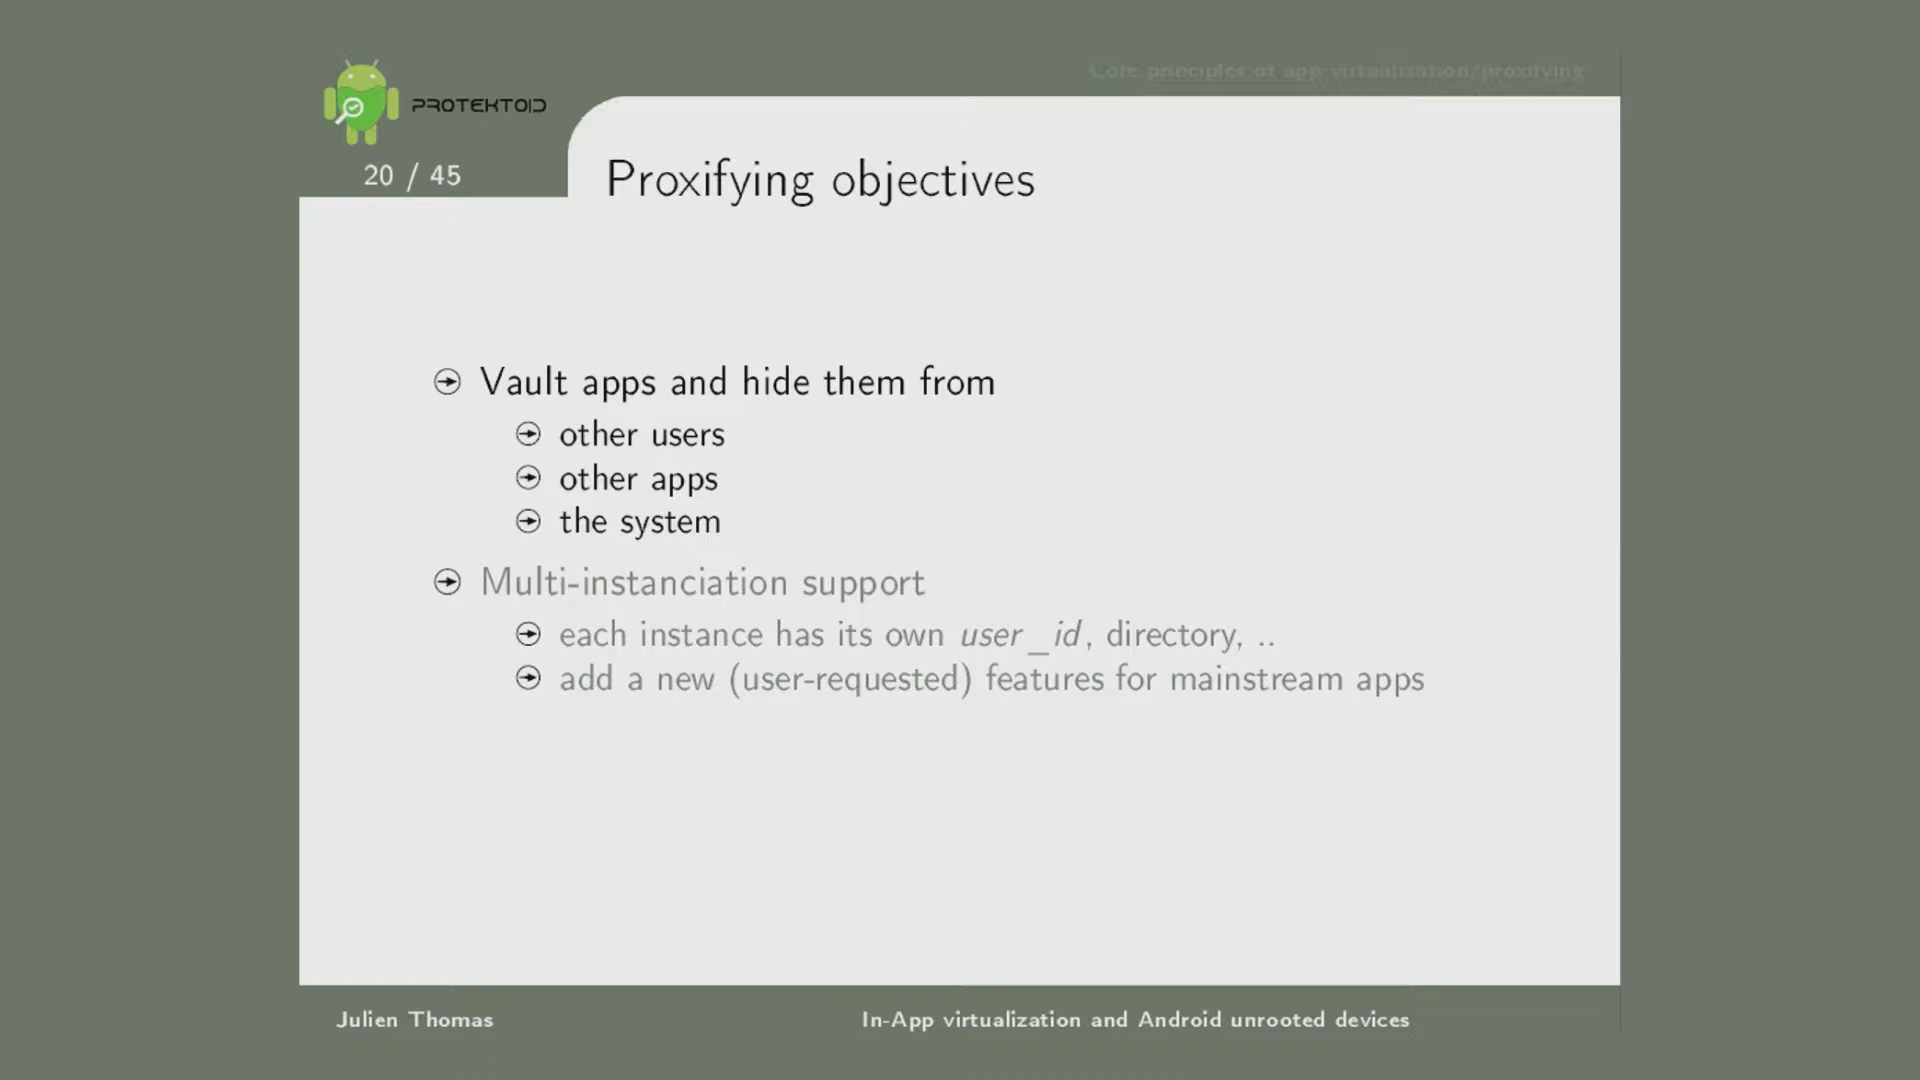 Core principles of app virtualization/proxifying
PROTEKTOID
20 / 45
Proxifying objectives
Vault apps and hide them from
other users
other apps
the system
Multi-instanciation support
each instance has its own user_id, directory, ..
add a new (user-requested) features for mainstream apps
Julien Thomas
In-App virtualization and Android unrooted devices